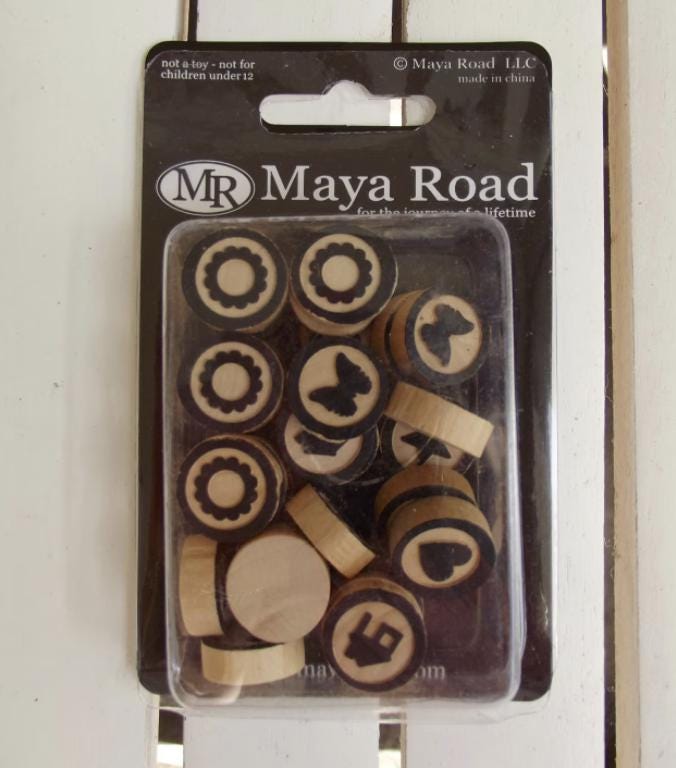 not a toy - not for
children under 12
© Maya Road LLC
made in china
MR Maya Road
for the journey of a lifetime